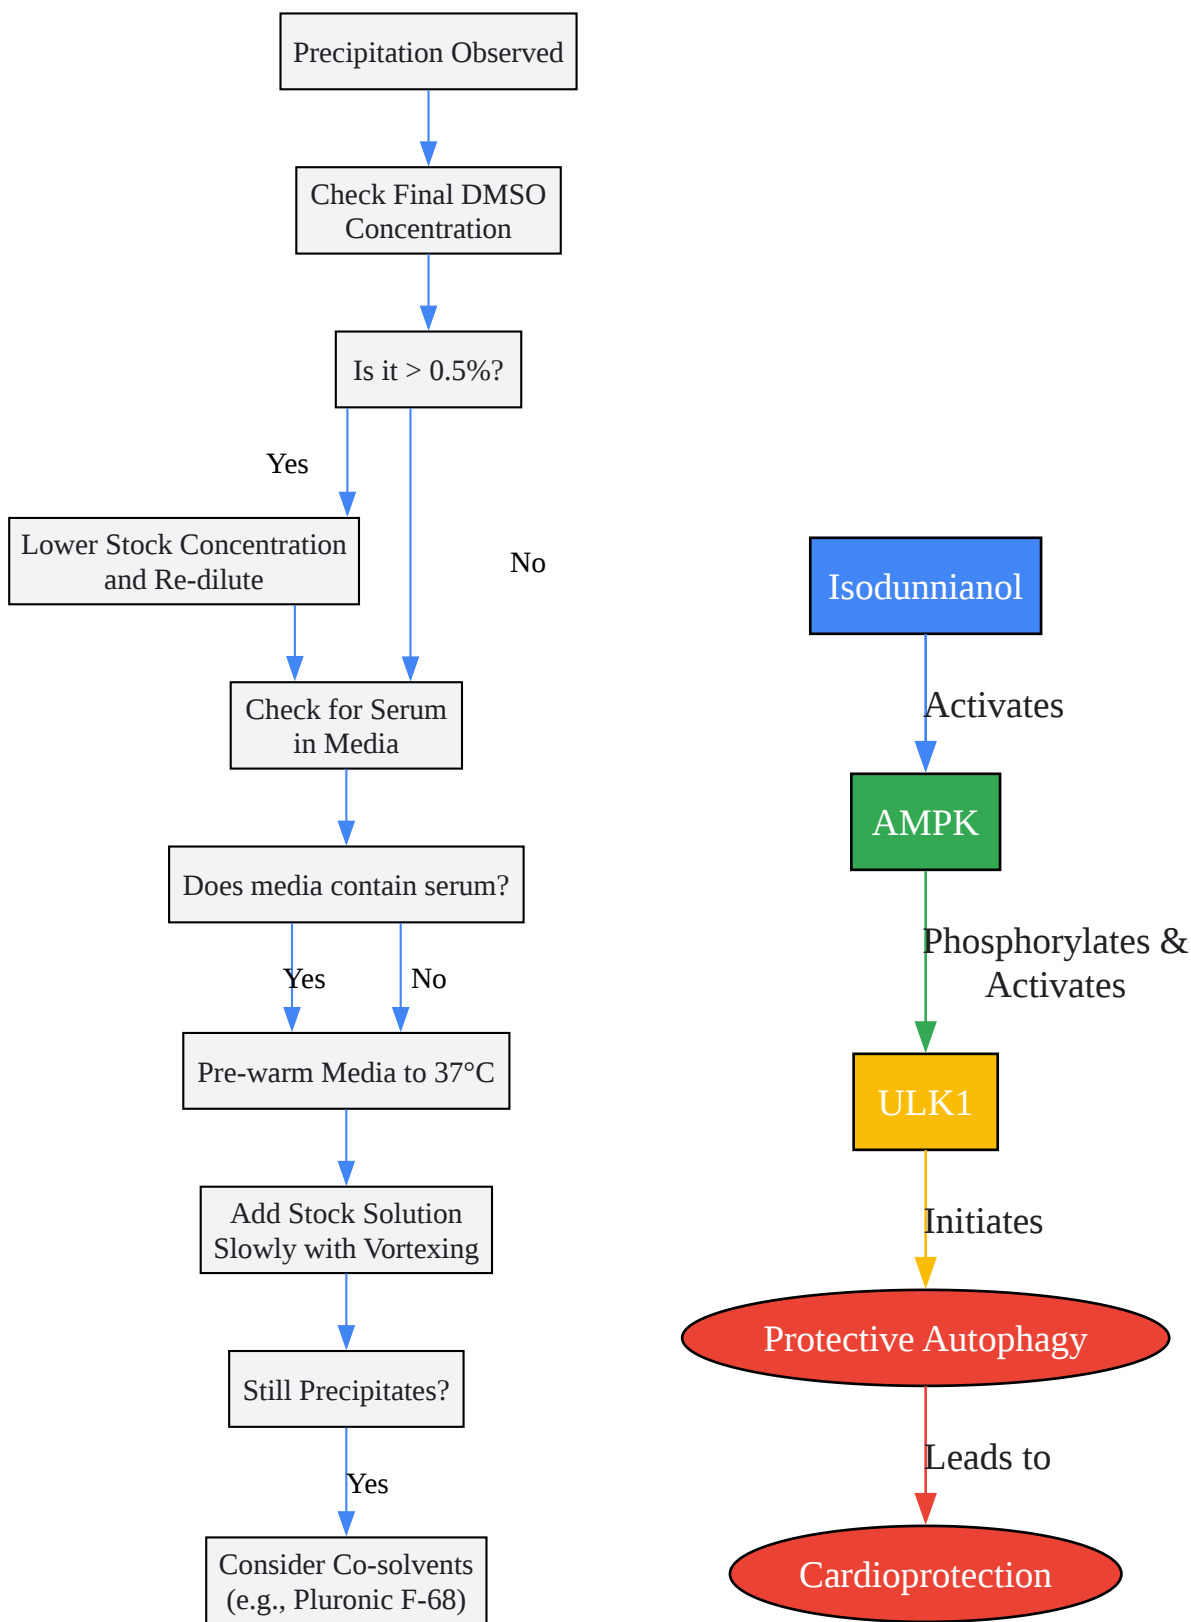 Precipitation Observed
Check Final DMSO
Concentration
Is it > 0.5%?
Yes
No
Lower Stock Concentration
and Re-dilute
Check for Serum
in Media
Does media contain serum?
Yes
No
Pre-warm Media to 37°C
Add Stock Solution
Slowly with Vortexing
Still Precipitates?
Yes
Consider Co-solvents
(e.g., Pluronic F-68)
Isodunnianol
Activates
AMPK
Phosphorylates &
Activates
ULK1
Initiates
Protective Autophagy
Leads to
Cardioprotection